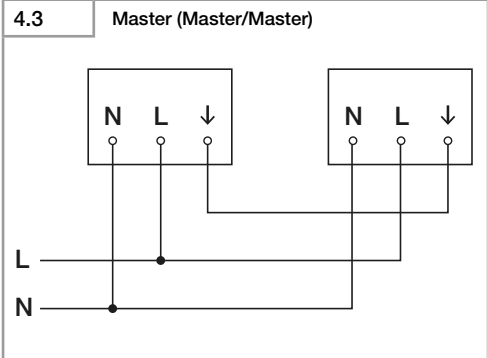 4.3 Master (Master/Master)
N L ↓ N L ↓
L
N